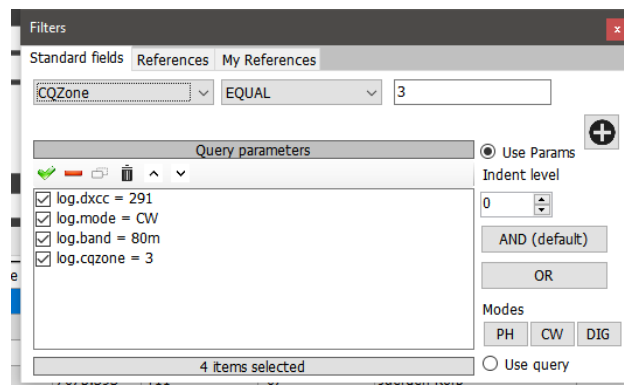 Filters
x
Standard fields References My References
CQZone EQUAL 3
Query parameters
Use Params
Indent level
log.dxcc = 291
log.mode = CW
log.band = 80m
log.cqzone = 3
0
AND (default)
OR
Modes
PH CW DIG
4 items selected
Use query
e